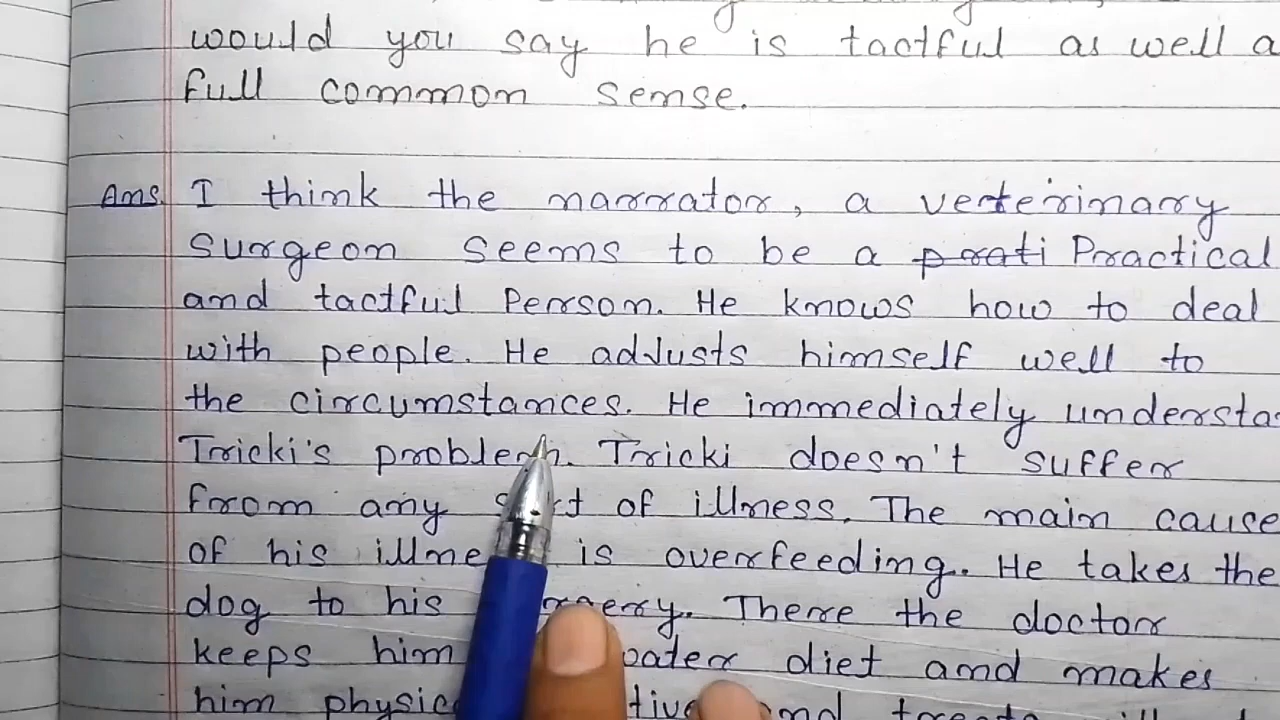 would you say he is tactful as well a
full common sense.
Ans. I think the narrator, a veterinary
Surgeon seems to be a prati Practical
and tactful Person. He knows how to deal
with people. He adjusts himself well to
the circumstances. He immediately understa
Tricki's problem. Tricki doesn't suffer
from any of illness. The main cause
of his is overfeeding. He takes the
dog to his There the doctor
keeps him diet and makes
him